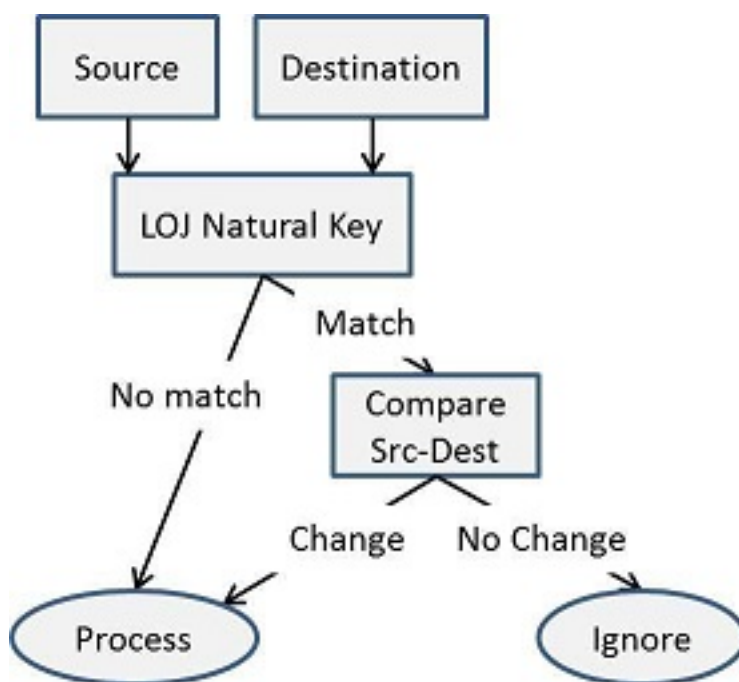 Source
Destination
LOJ Natural Key
Match
No match
Compare
Src-Dest
Change
No Change
Process
Ignore